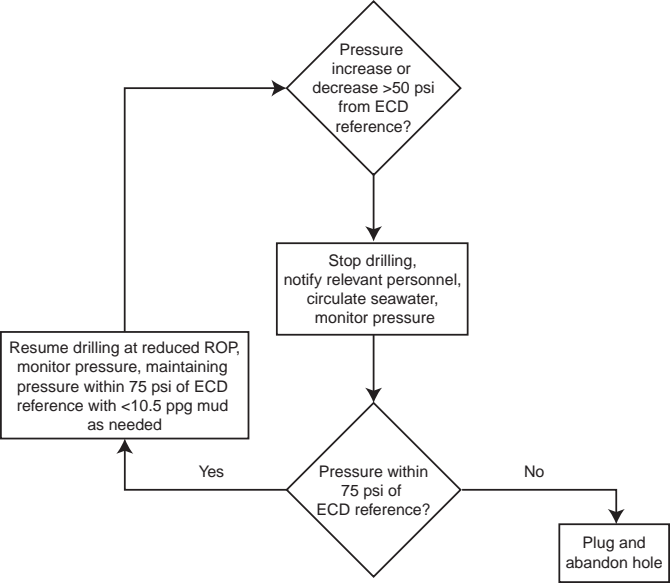 Pressure
increase or
decrease >50 psi
from ECD
reference?
Stop drilling,
notify relevant personnel,
circulate seawater,
monitor pressure
Resume drilling at reduced ROP,
monitor pressure, maintaining
pressure within 75 psi of ECD
reference with <10.5 ppg mud
as needed
Yes
Pressure within
75 psi of
ECD reference?
No
Plug and
abandon hole